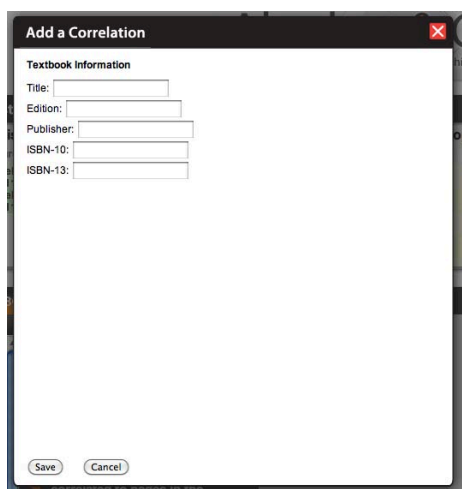 Add a Correlation
Textbook Information
Title:
Edition:
Publisher:
ISBN-10:
ISBN-13:
Save Cancel